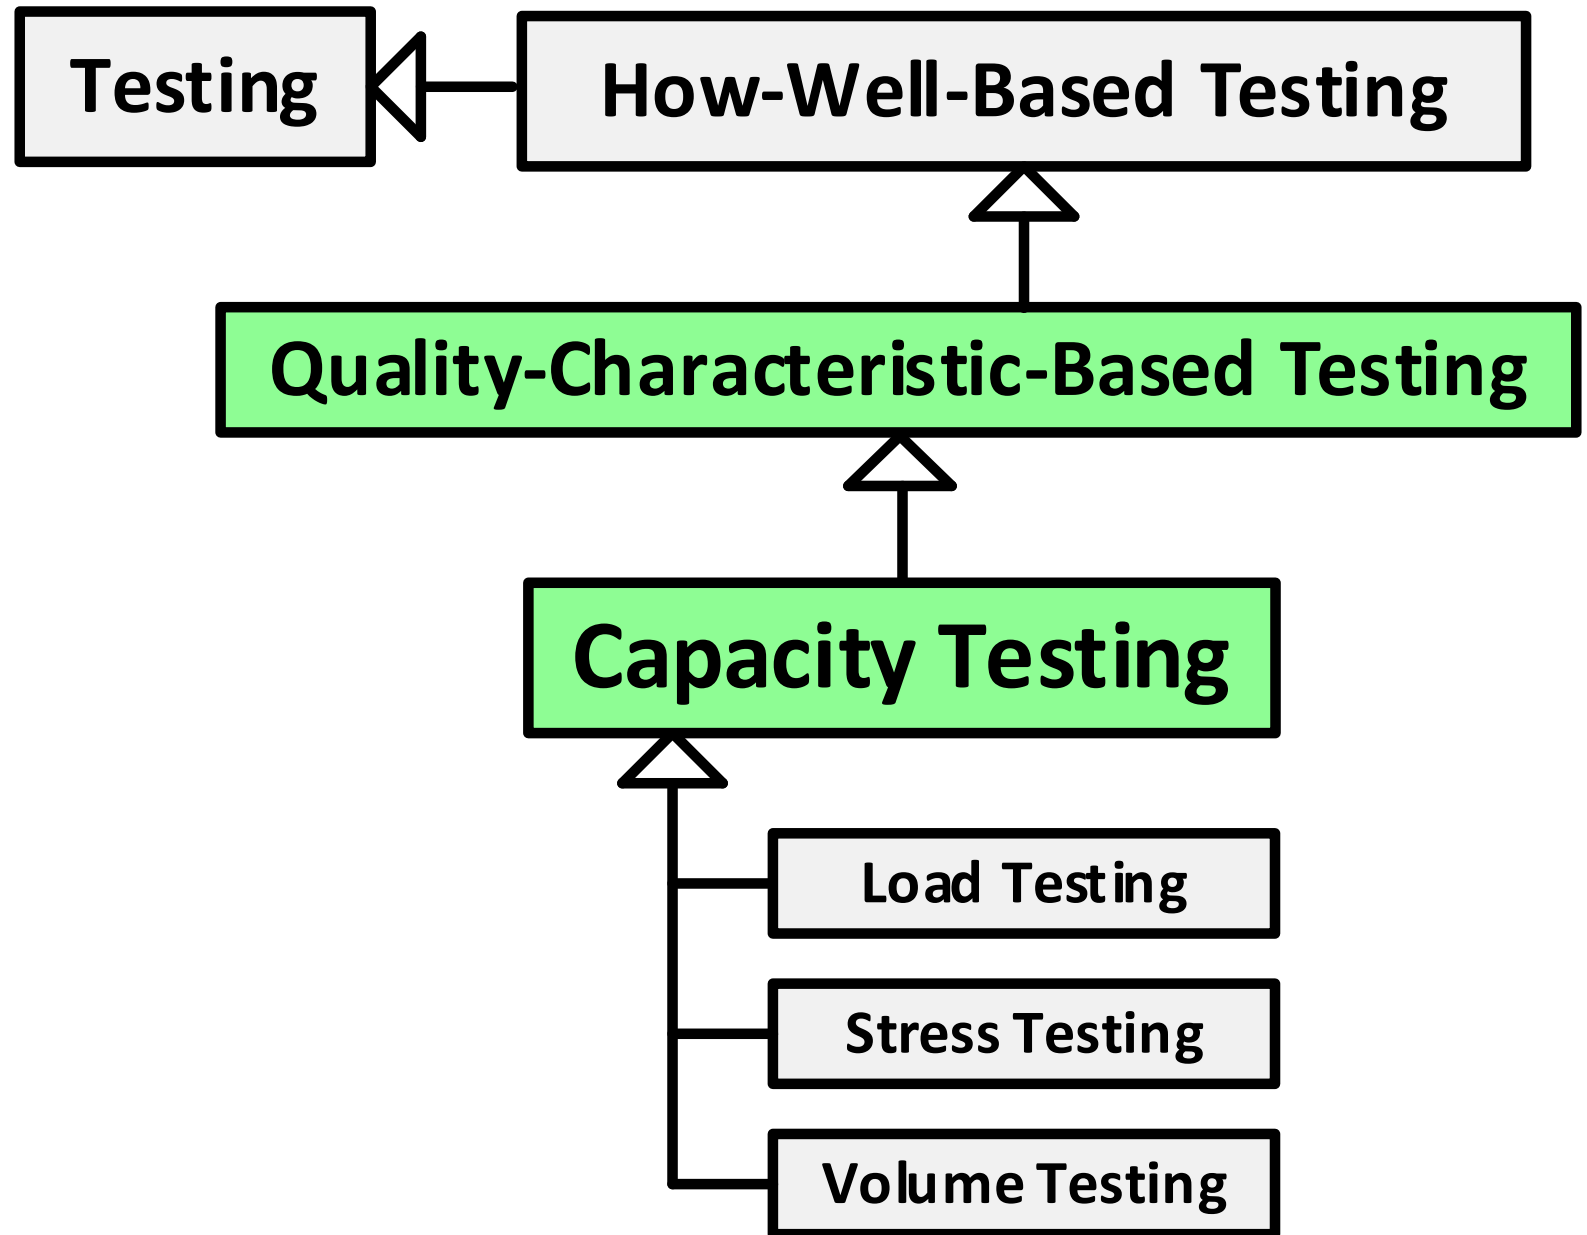 Testing
How-Well-Based Testing
Quality-Characteristic-Based Testing
Capacity Testing
Load Testing
Stress Testing
Volume Testing